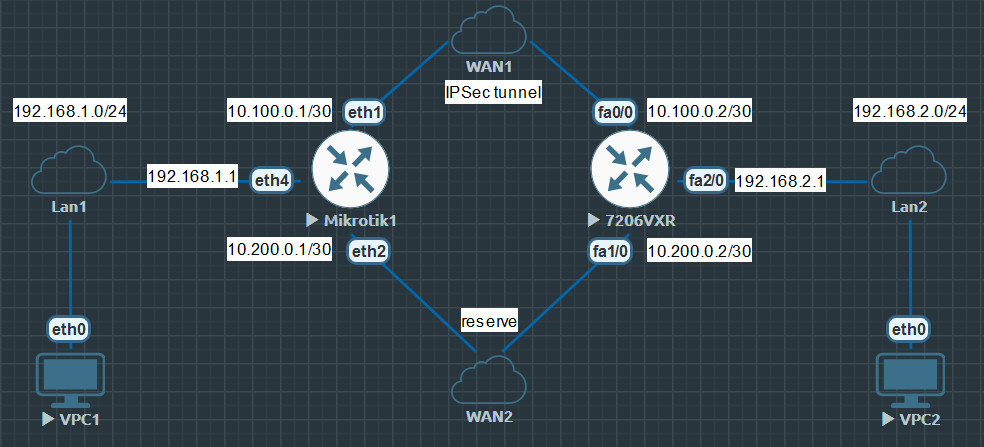 WAN1
IPSec tunnel
192.168.1.0/24
10.100.0.1/30
eth1
fa0/0
10.100.0.2/30
192.168.2.0/24
192.168.1.1
eth4
fa2/0
192.168.2.1
Lan1
Mikrotik1
7206VXR
Lan2
10.200.0.1/30
eth2
fa1/0
10.200.0.2/30
reserve
eth0
eth0
WAN2
VPC1
VPC2